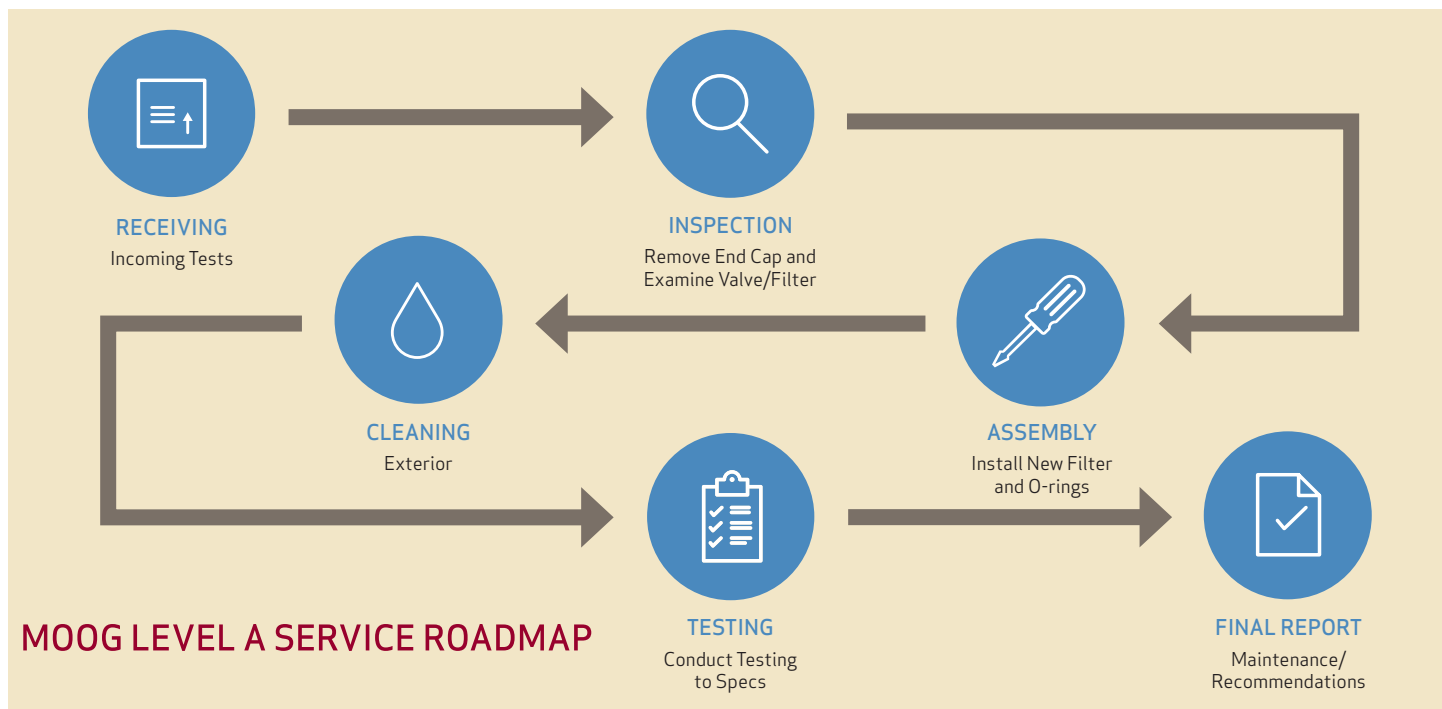 RECEIVING
Incoming Tests
INSPECTION
Remove End Cap and
Examine Valve/Filter
ASSEMBLY
Install New Filter
and O-rings
CLEANING
Exterior
TESTING
Conduct Testing
to Specs
FINAL REPORT
Maintenance/
Recommendations
MOOG LEVEL A SERVICE ROADMAP